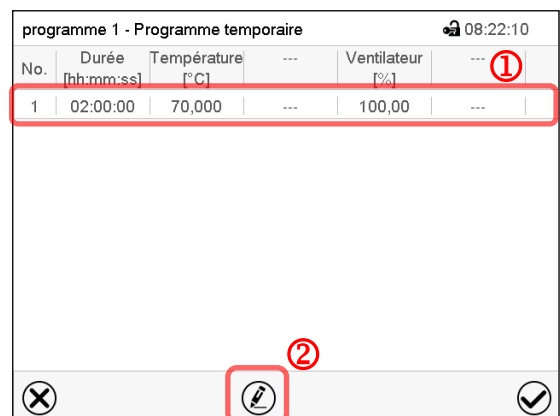 programme 1 - Programme temporaire 08:22:10
No. Durée [hh:mm:ss] Température [°C] --- Ventilateur [%] ---
①
1 02:00:00 70,000 --- 100,00 ---
②